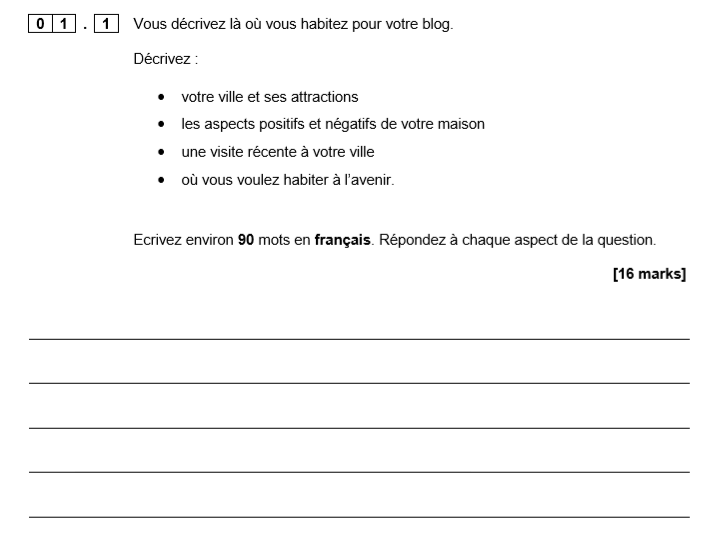 0 1 . 1 Vous décrivez là où vous habitez pour votre blog.
Décrivez :
• votre ville et ses attractions
• les aspects positifs et négatifs de votre maison
• une visite récente à votre ville
• où vous voulez habiter à l'avenir.
Ecrivez environ 90 mots en français. Répondez à chaque aspect de la question.
[16 marks]